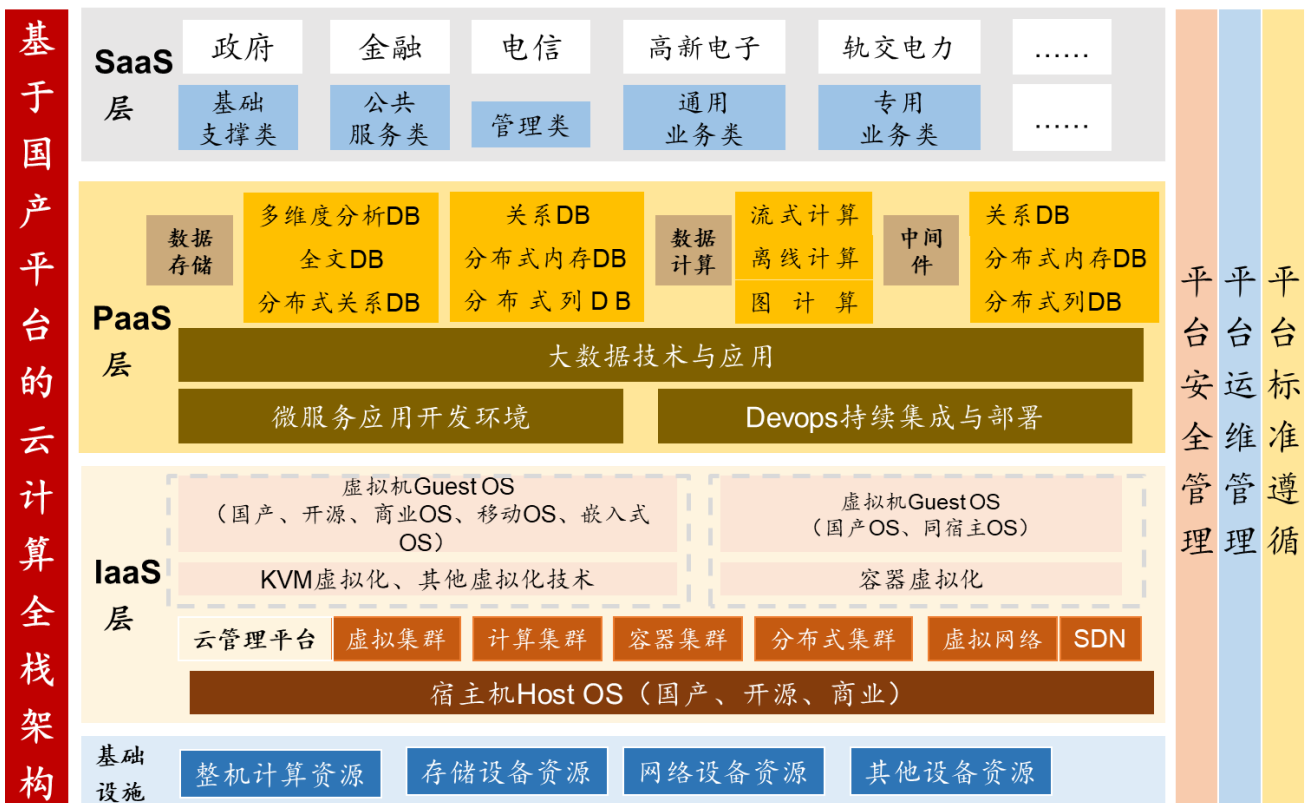 基于国产平台的云计算全栈架构
SaaS
层
政府
金融
电信
高新电子
轨交电力
……
基础
支撑类
公共
服务类
管理类
通用
业务类
专用
业务类
……
PaaS
层
数据
存储
多维度分析DB
全文DB
分布式关系DB
关系DB
分布式内存DB
分布式列DB
数据
计算
流式计算
离线计算
图计算
中间
件
关系DB
分布式内存DB
分布式列DB
大数据技术与应用
微服务应用开发环境
Devops持续集成与部署
IaaS
层
虚拟机Guest OS
（国产、开源、商业OS、移动OS、嵌入式
OS）
KVM虚拟化、其他虚拟化技术
虚拟机Guest OS
（国产OS、同宿主OS）
容器虚拟化
云管理平台
虚拟集群
计算集群
容器集群
分布式集群
虚拟网络
SDN
宿主机Host OS（国产、开源、商业）
基础
设施
整机计算资源
存储设备资源
网络设备资源
其他设备资源
平台安全管理
平台运维管理
平台标准遵循